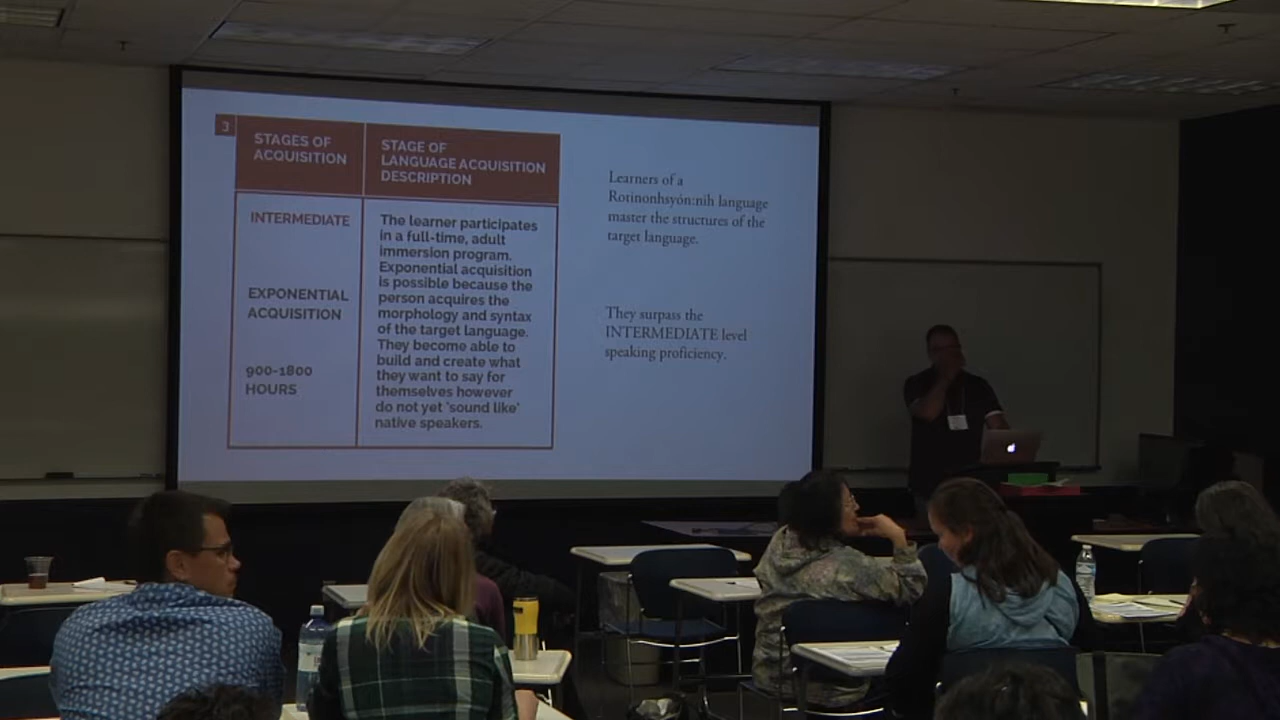 3
STAGES OF
ACQUISITION
STAGE OF
LANGUAGE ACQUISITION
DESCRIPTION
INTERMEDIATE
EXPONENTIAL
ACQUISITION
900-1800
HOURS
The learner participates
in a full-time, adult
immersion program.
Exponential acquisition
is possible because the
person acquires the
morphology and syntax
of the target language.
They become able to
build and create what
they want to say for
themselves however
do not yet 'sound like'
native speakers.
Learners of a
Rotinonhsyón:nih language
master the structures of the
target language.
They surpass the
INTERMEDIATE level
speaking proficiency.